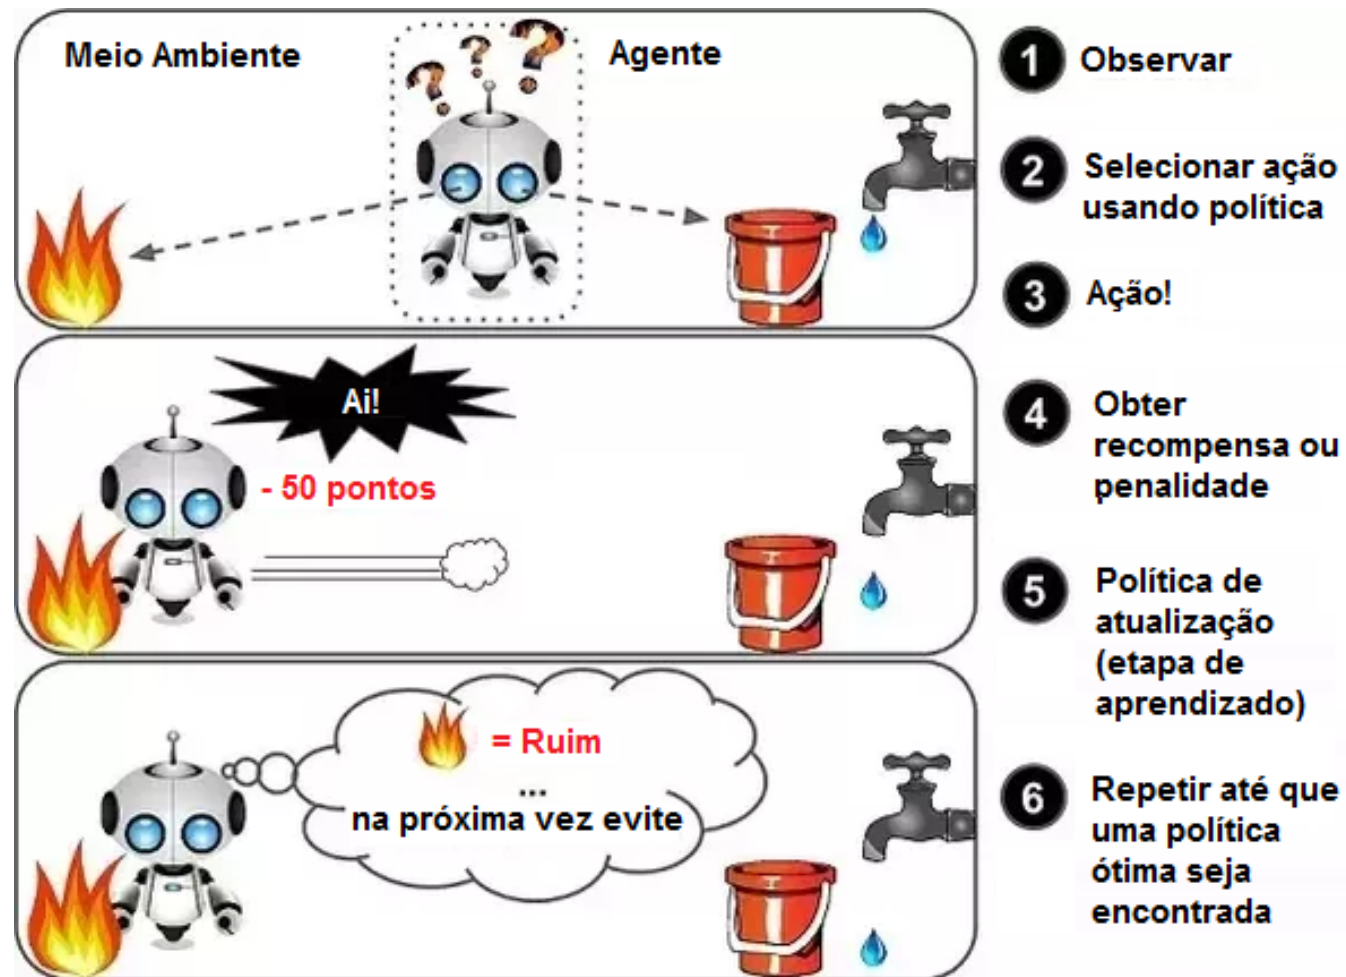 Meio Ambiente
Agente
Ai!
- 50 pontos
= Ruim
...
na próxima vez evite
1 Observar
2 Selecionar ação
usando política
3 Ação!
4 Obter
recompensa ou
penalidade
5 Política de
atualização
(etapa de
aprendizado)
6 Repetir até que
uma política
ótima seja
encontrada